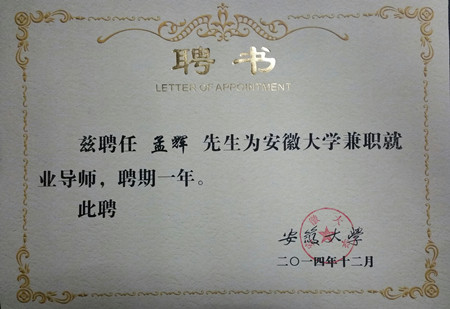 聘书
LETTER OF APPOINTMENT
兹聘任 孟辉 先生为安徽大学兼职就
业导师，聘期一年。
此聘
安徽大学
二〇一四年十二月